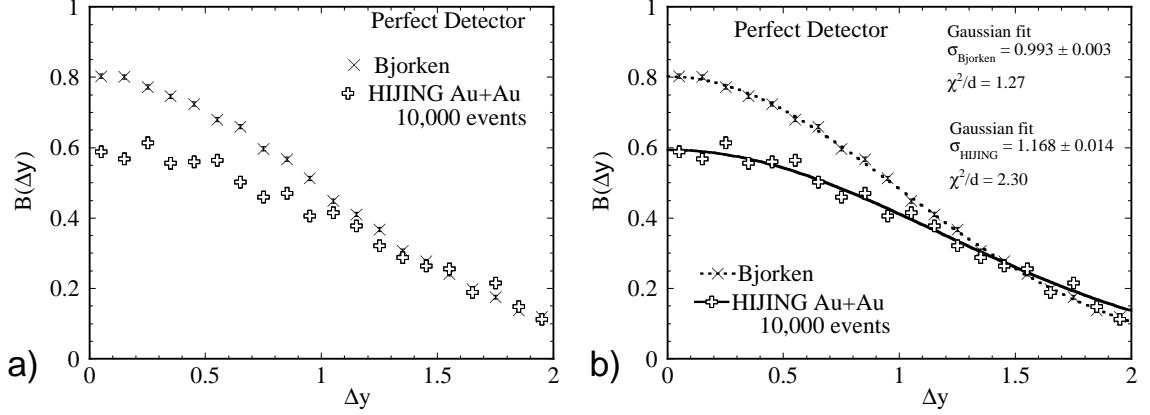 1
0.8
0.6
0.4
0.2
0
B(Δy)
Perfect Detector
Bjorken
HIJING Au+Au
10,000 events
0
0.5
1
1.5
2
Δy
a)
1
0.8
0.6
0.4
0.2
0
B(Δy)
Perfect Detector
Gaussian fit
σBjorken = 0.993 ± 0.003
χ²/d = 1.27
Gaussian fit
σHIJING = 1.168 ± 0.014
χ²/d = 2.30
Bjorken
HIJING Au+Au
10,000 events
0
0.5
1
1.5
2
Δy
b)